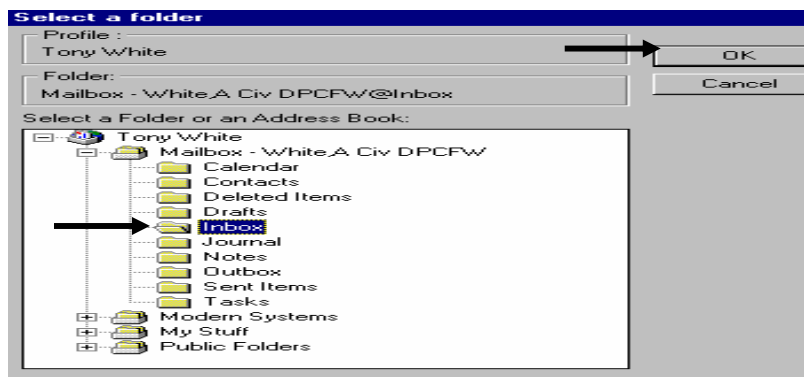 Select a folder
Profile :
Tony White
OK
Folder:
Mailbox - White,A Civ DPCFW@Inbox
Cancel
Select a Folder or an Address Book:
Tony White
Mailbox - White,A Civ DPCFW
Calendar
Contacts
Deleted Items
Drafts
Inbox
Journal
Notes
Outbox
Sent Items
Tasks
Modern Systems
My Stuff
Public Folders